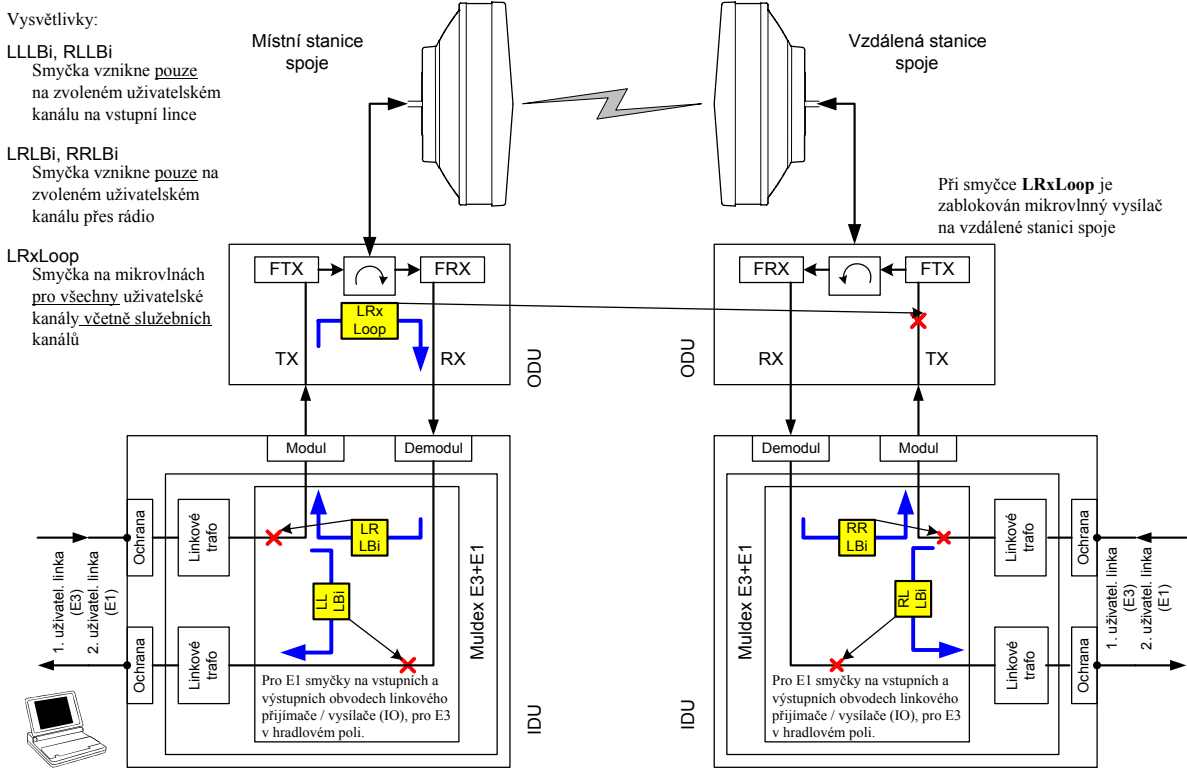 Vysvětlivky:
LLLBi, RLLBi
Smyčka vznikne pouze
na zvoleném uživatelském
kanálu na vstupní lince
LRLBi, RRLBi
Smyčka vznikne pouze na
zvoleném uživatelském
kanálu přes rádio
LRxLoop
Smyčka na mikrovlnách
pro všechny uživatelské
kanály včetně služebních
kanálů
Místní stanice
spoje
Vzdálená stanice
spoje
Při smyčce LRxLoop je
zablokován mikrovlnný vysílač
na vzdálené stanici spoje
FTX
FRX
LRx
Loop
TX
RX
ODU
FRX
FTX
RX
TX
ODU
Modul
Demodul
Ochrana
Linkové
trafo
LR
LBi
LL
LBi
Muldex E3+E1
1. uživatel. linka
(E3)
2. uživatel. linka
(E1)
Ochrana
Linkové
trafo
Pro E1 smyčky na vstupních a
výstupních obvodech linkového
přijímače / vysílače (IO), pro E3
v hradlovém poli.
IDU
Demodul
Modul
Muldex E3+E1
RR
LBi
RL
LBi
Linkové
trafo
Ochrana
1. uživatel. linka
(E3)
2. uživatel. linka
(E1)
Linkové
trafo
Ochrana
Pro E1 smyčky na vstupních a
výstupních obvodech linkového
přijímače / vysílače (IO), pro E3
v hradlovém poli.
IDU